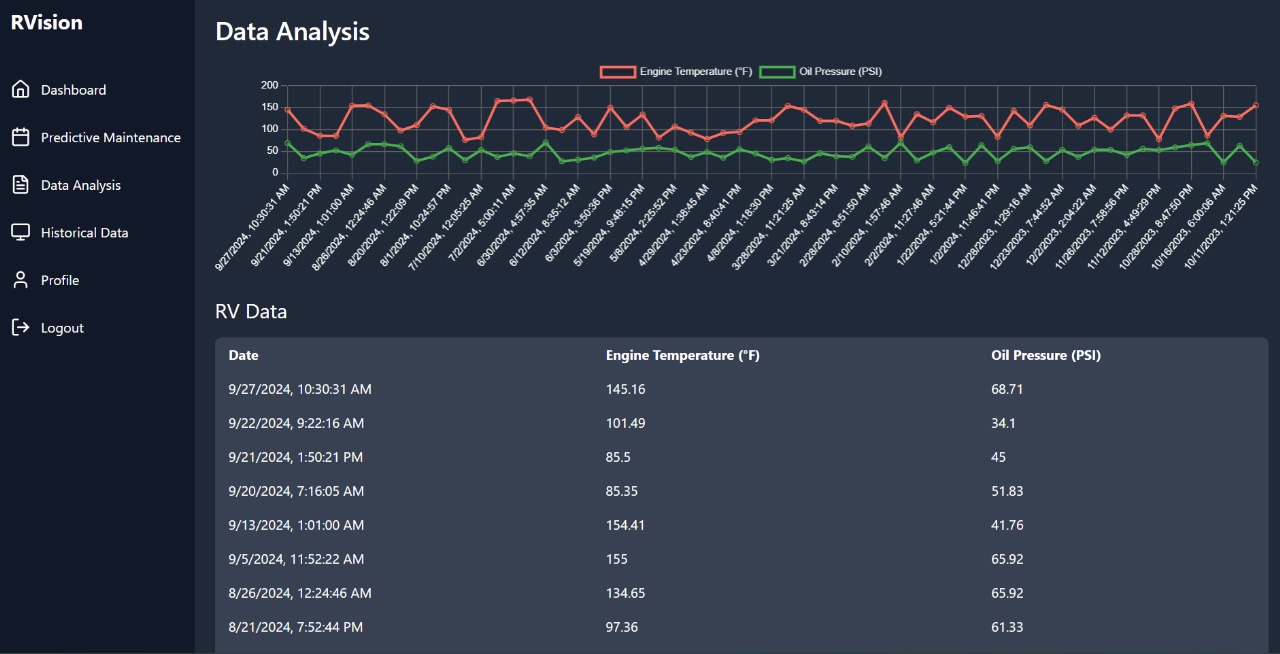 RVision
Dashboard
Predictive Maintenance
Data Analysis
Historical Data
Profile
Logout
Data Analysis
Engine Temperature (°F) Oil Pressure (PSI)
200
150
100
50
0
9/27/2024, 10:30:31 AM
9/21/2024, 1:50:21 PM
9/13/2024, 1:01:00 AM
8/26/2024, 12:24:46 AM
8/20/2024, 1:22:09 PM
8/1/2024, 10:24:57 PM
7/10/2024, 12:05:25 AM
7/2/2024, 5:00:11 AM
6/30/2024, 4:57:35 AM
6/12/2024, 8:35:12 AM
6/3/2024, 3:50:36 PM
5/19/2024, 9:48:15 PM
5/8/2024, 2:25:52 PM
4/29/2024, 1:38:45 AM
4/23/2024, 8:40:41 PM
4/8/2024, 1:18:30 PM
3/28/2024, 11:21:25 AM
3/21/2024, 8:43:14 PM
2/28/2024, 8:51:50 AM
2/10/2024, 1:57:46 AM
2/2/2024, 11:27:46 AM
1/22/2024, 5:21:44 PM
1/2/2024, 11:46:41 PM
12/28/2023, 1:29:16 AM
12/23/2023, 7:44:52 AM
12/2/2023, 2:04:22 AM
11/26/2023, 7:58:56 PM
11/12/2023, 4:49:29 PM
10/28/2023, 8:47:50 PM
10/16/2023, 6:00:06 AM
10/11/2023, 1:21:25 PM
RV Data
Date Engine Temperature (°F) Oil Pressure (PSI)
9/27/2024, 10:30:31 AM 145.16 68.71
9/22/2024, 9:22:16 AM 101.49 34.1
9/21/2024, 1:50:21 PM 85.5 45
9/20/2024, 7:16:05 AM 85.35 51.83
9/13/2024, 1:01:00 AM 154.41 41.76
9/5/2024, 11:52:22 AM 155 65.92
8/26/2024, 12:24:46 AM 134.65 65.92
8/21/2024, 7:52:44 PM 97.36 61.33